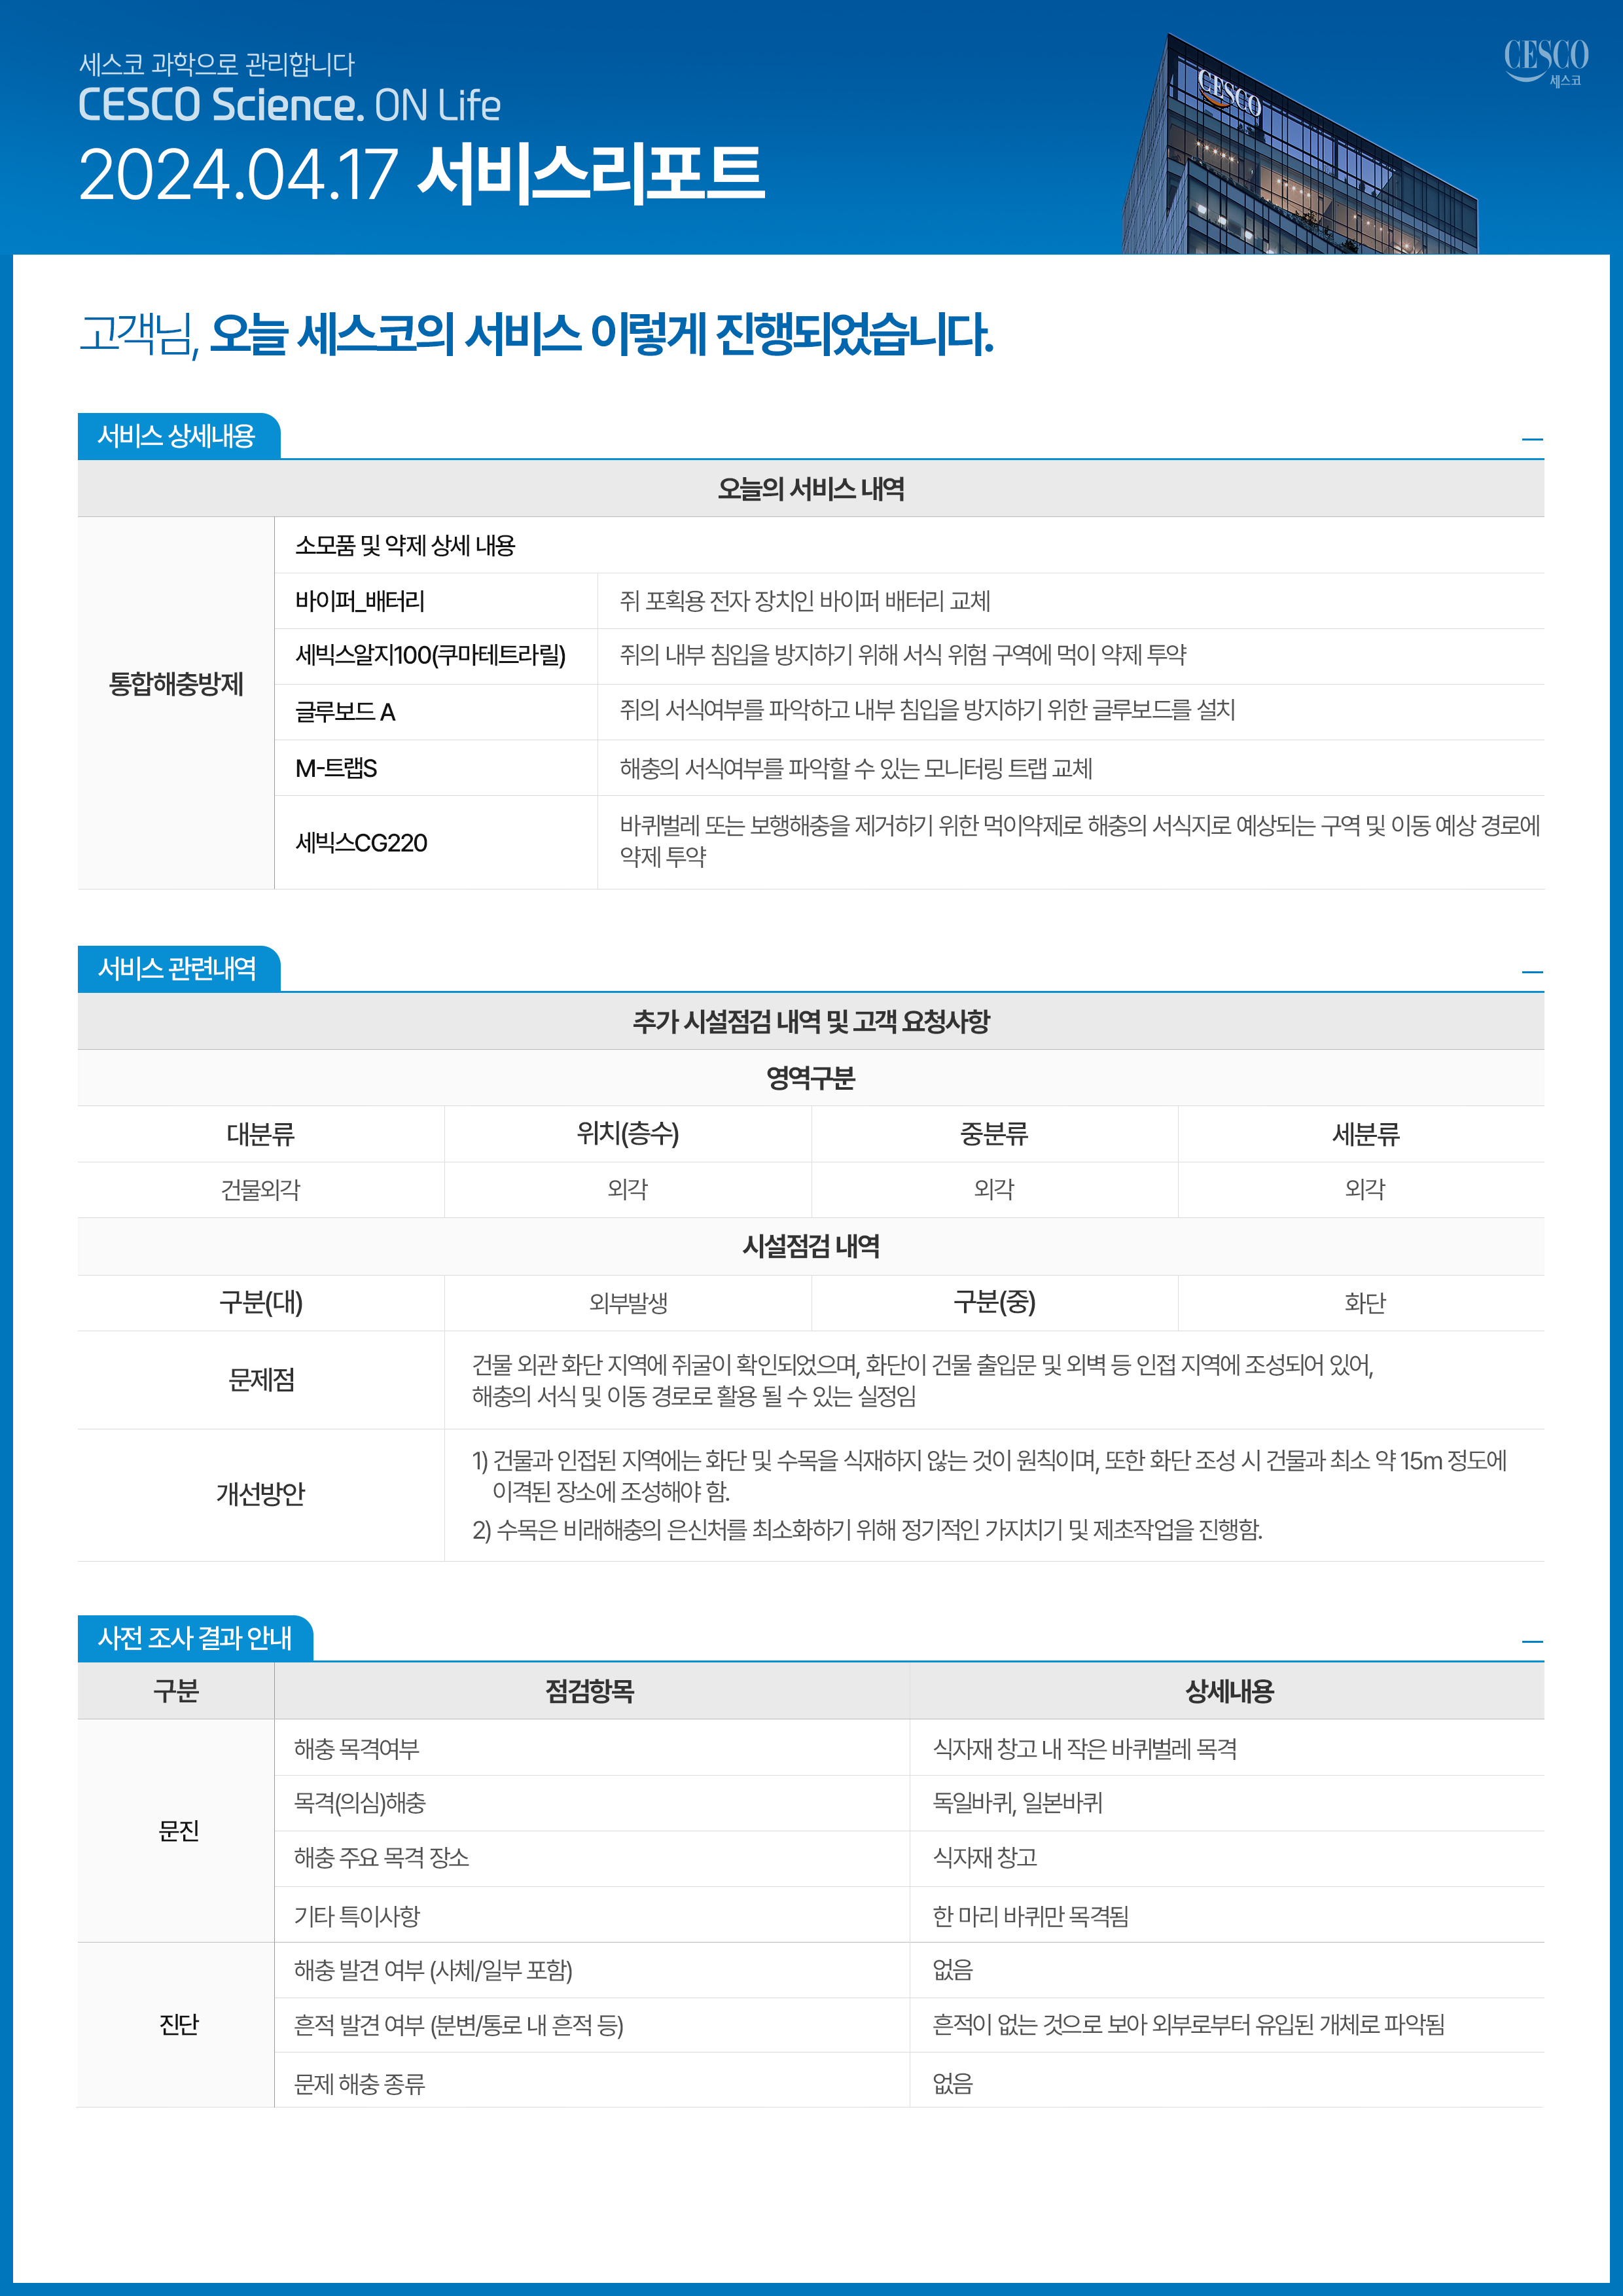 세스코 과학으로 관리합니다
CESCO Science. ON Life
2024.04.17 서비스리포트
CESCO
CESCO
세스코
고객님, 오늘 세스코의 서비스 이렇게 진행되었습니다.
서비스 상세내용
오늘의 서비스 내역
통합해충방제
소모품 및 약제 상세 내용
바이퍼_배터리
쥐 포획용 전자 장치인 바이퍼 배터리 교체
세빅스알지100(쿠마테트라릴)
쥐의 내부 침입을 방지하기 위해 서식 위험 구역에 먹이 약제 투약
글루보드 A
쥐의 서식여부를 파악하고 내부 침입을 방지하기 위한 글루보드를 설치
M-트랩S
해충의 서식여부를 파악할 수 있는 모니터링 트랩 교체
세빅스CG220
바퀴벌레 또는 보행해충을 제거하기 위한 먹이약제로 해충의 서식지로 예상되는 구역 및 이동 예상 경로에
약제 투약
서비스 관련내역
추가 시설점검 내역 및 고객 요청사항
영역구분
대분류
위치(층수)
중분류
세분류
건물외각
외각
외각
외각
시설점검 내역
구분(대)
외부발생
구분(중)
화단
문제점
건물 외관 화단 지역에 쥐굴이 확인되었으며, 화단이 건물 출입문 및 외벽 등 인접 지역에 조성되어 있어,
해충의 서식 및 이동 경로로 활용 될 수 있는 실정임
개선방안
1) 건물과 인접된 지역에는 화단 및 수목을 식재하지 않는 것이 원칙이며, 또한 화단 조성 시 건물과 최소 약 15m 정도에
이격된 장소에 조성해야 함.
2) 수목은 비래해충의 은신처를 최소화하기 위해 정기적인 가지치기 및 제초작업을 진행함.
사전 조사 결과 안내
구분
점검항목
상세내용
문진
해충 목격여부
식자재 창고 내 작은 바퀴벌레 목격
목격(의심)해충
독일바퀴, 일본바퀴
해충 주요 목격 장소
식자재 창고
기타 특이사항
한 마리 바퀴만 목격됨
진단
해충 발견 여부 (사체/일부 포함)
없음
흔적 발견 여부 (분변/통로 내 흔적 등)
흔적이 없는 것으로 보아 외부로부터 유입된 개체로 파악됨
문제 해충 종류
없음